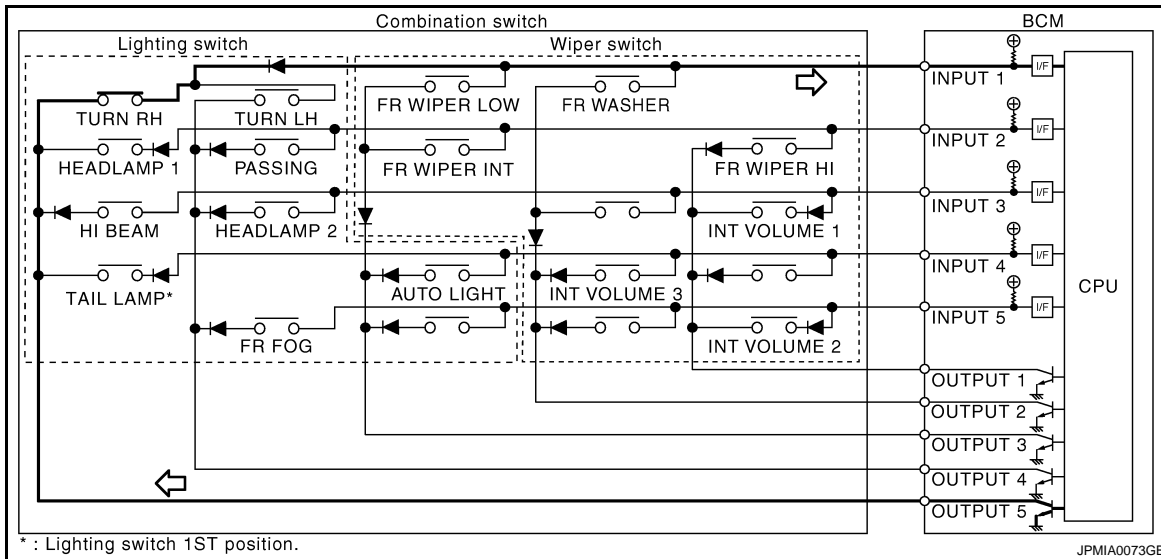 Combination switch
BCM
Lighting switch
Wiper switch
INPUT 1
I/F
TURN RH
TURN LH
FR WIPER LOW
FR WASHER
INPUT 2
I/F
HEADLAMP 1
PASSING
FR WIPER INT
FR WIPER HI
INPUT 3
I/F
HI BEAM
HEADLAMP 2
INT VOLUME 1
INPUT 4
I/F
TAIL LAMP*
AUTO LIGHT
INT VOLUME 3
CPU
INPUT 5
I/F
FR FOG
INT VOLUME 2
OUTPUT 1
OUTPUT 2
OUTPUT 3
OUTPUT 4
OUTPUT 5
* : Lighting switch 1ST position.
JPMIA0073GB